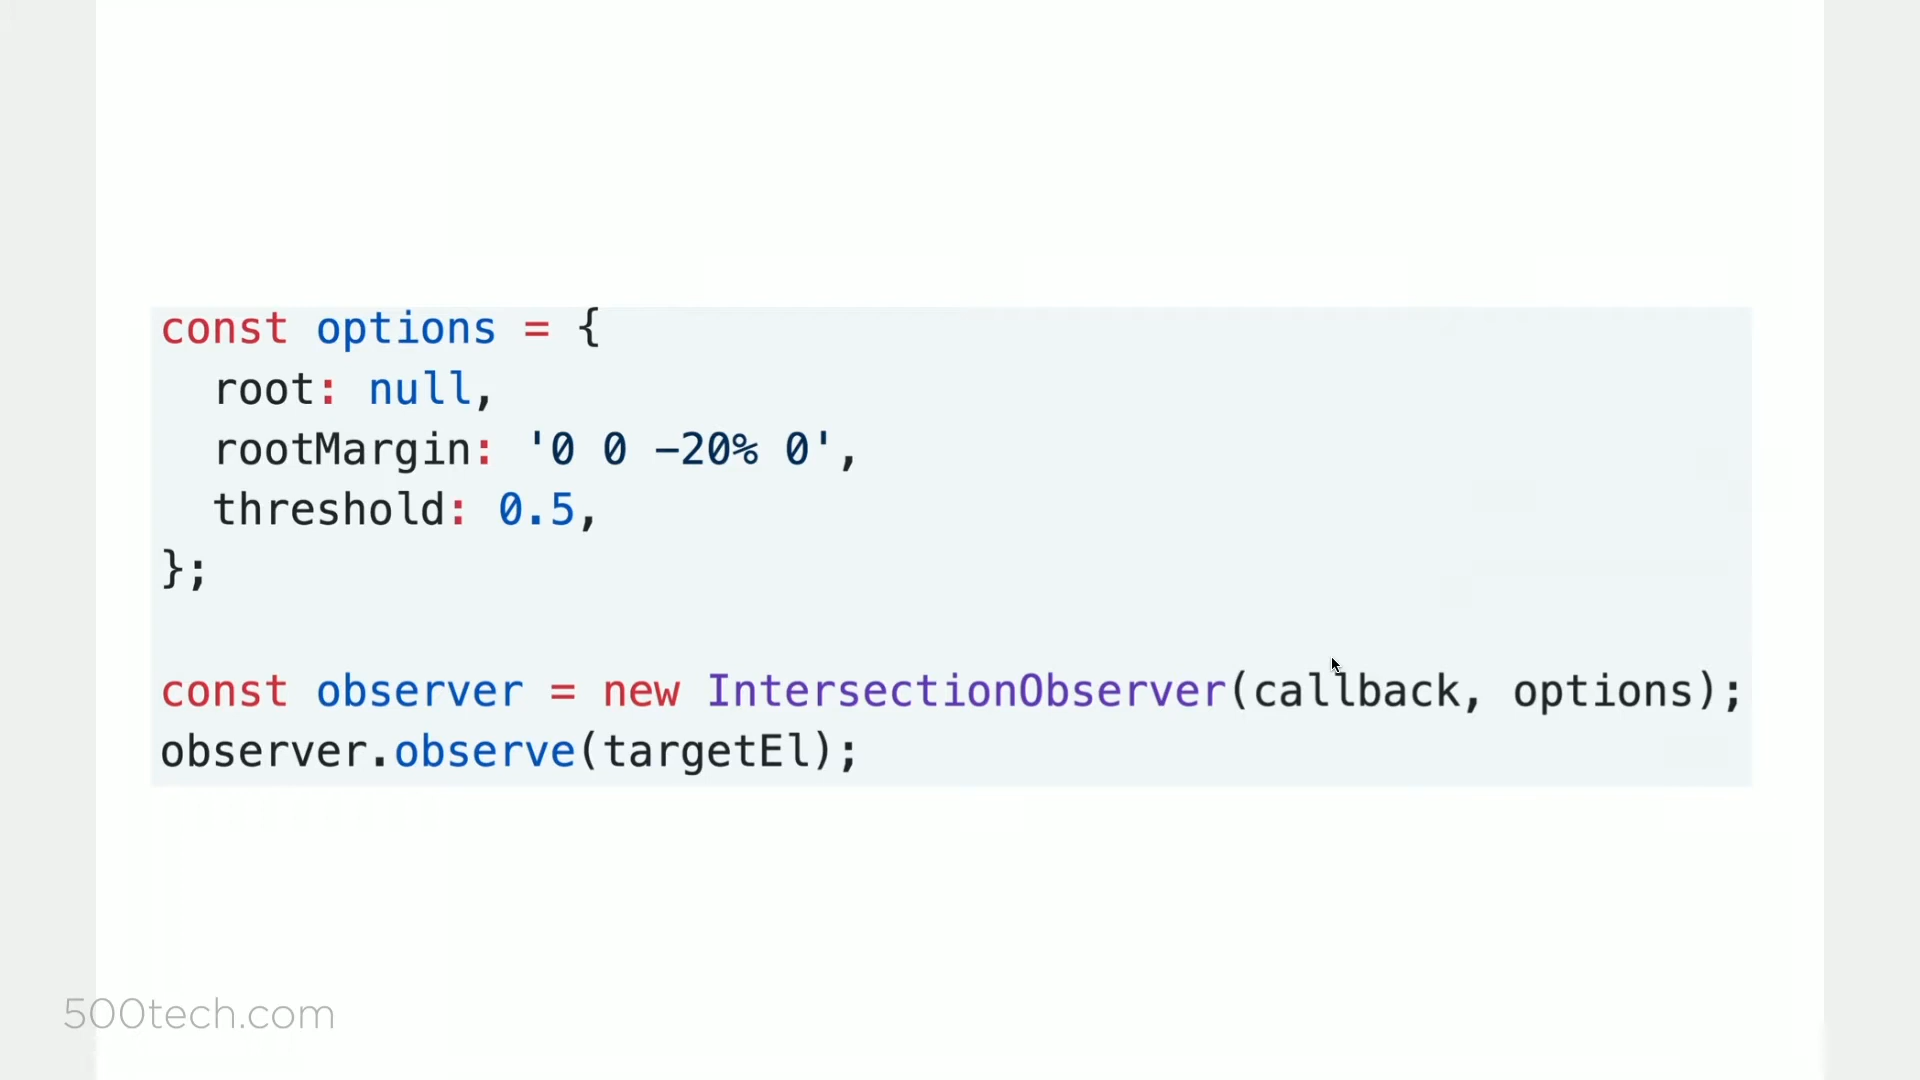 const options = {
  root: null,
  rootMargin: '0 0 -20% 0',
  threshold: 0.5,
};
const observer = new IntersectionObserver(callback, options);
observer.observe(targetEl);
500tech.com